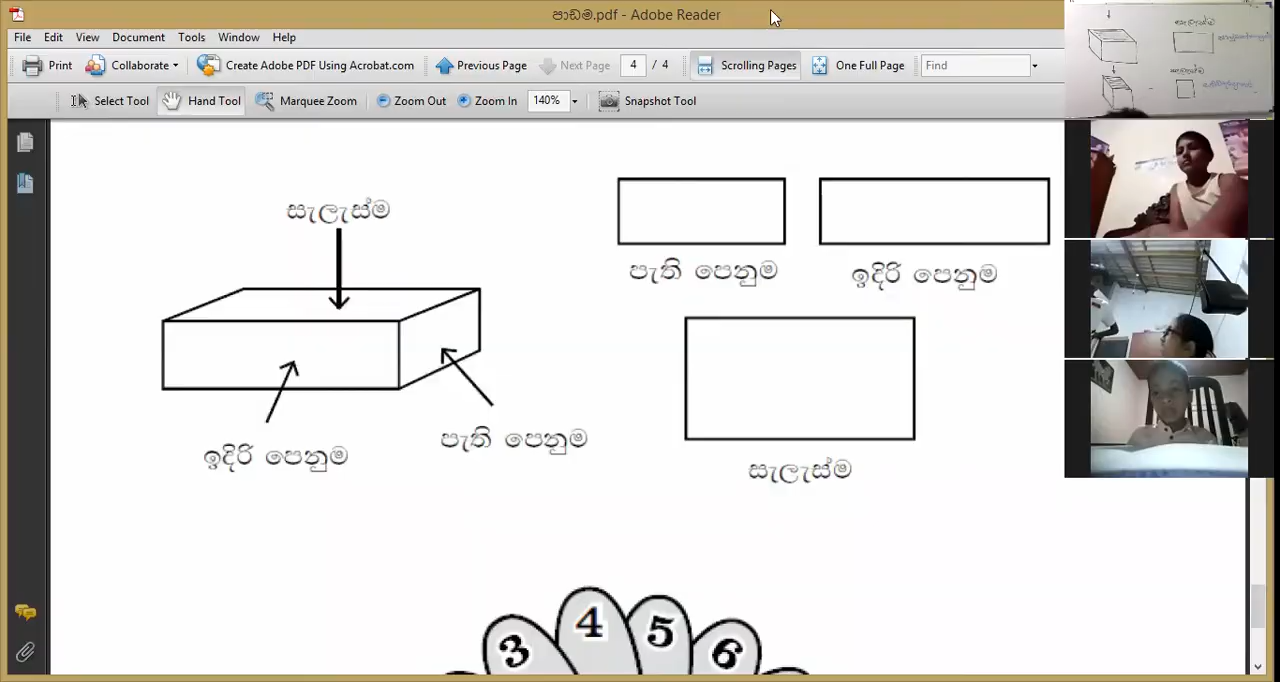 පාඩම.pdf - Adobe Reader
File Edit View Document Tools Window Help
Print Collaborate Create Adobe PDF Using Acrobat.com Previous Page Next Page 4 / 4 Scrolling Pages One Full Page Find
Select Tool Hand Tool Marquee Zoom Zoom Out Zoom In 140% Snapshot Tool
සැලැස්ම
ඉදිරි පෙනුම
පැති පෙනුම
පැති පෙනුම
ඉදිරි පෙනුම
සැලැස්ම
3 4 5 6
සැලැස්ම